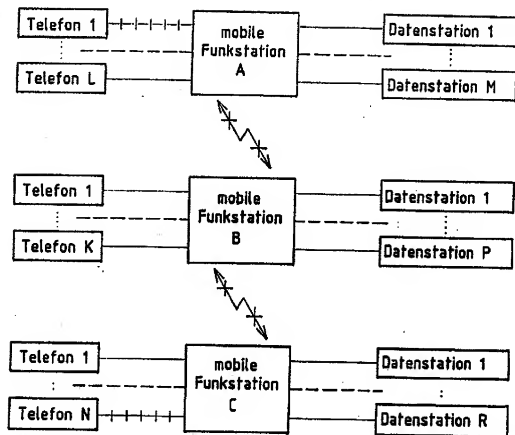 Telefon 1
mobile
Funkstation
A
Datenstation 1
Telefon L
Datenstation M
Telefon 1
mobile
Funkstation
B
Datenstation 1
Telefon K
Datenstation P
Telefon 1
mobile
Funkstation
C
Datenstation 1
Telefon N
Datenstation R